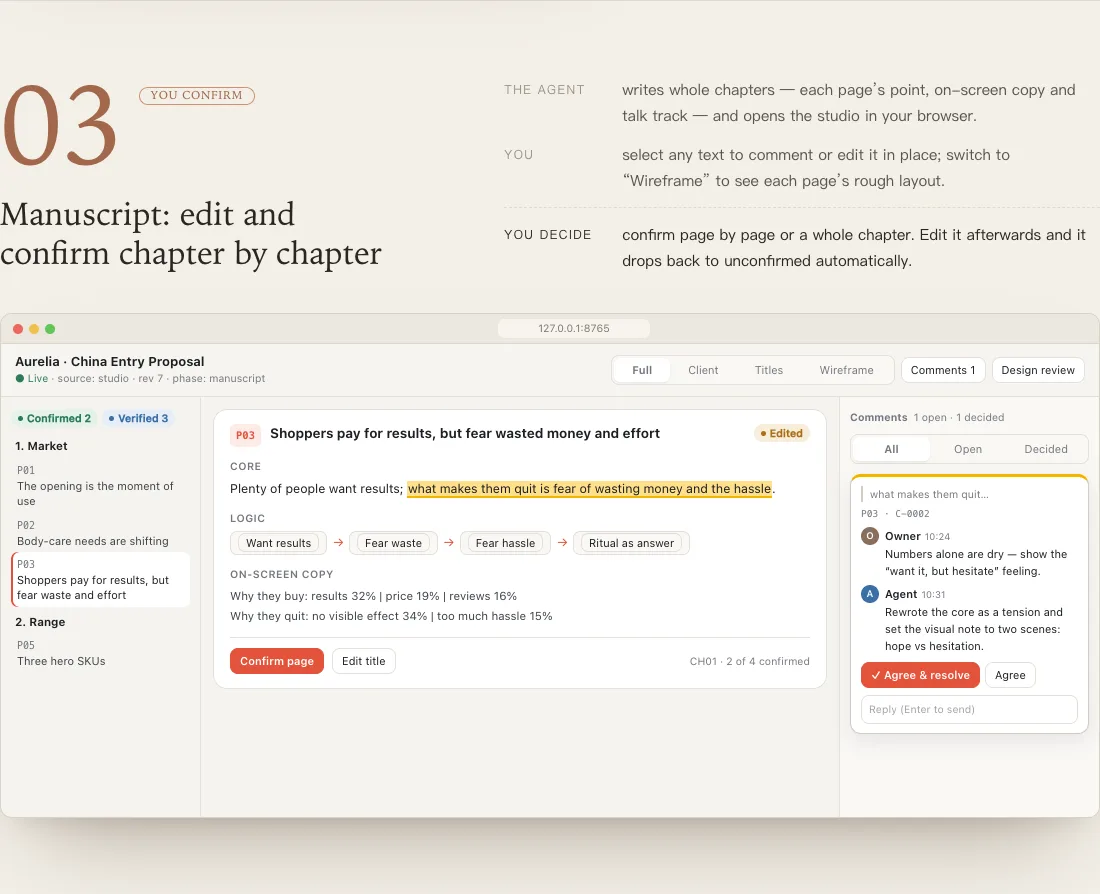 03
YOU CONFIRM
Manuscript: edit and
confirm chapter by chapter
THE AGENT
writes whole chapters — each page’s point, on-screen copy and
talk track — and opens the studio in your browser.
YOU
select any text to comment or edit it in place; switch to
“Wireframe” to see each page’s rough layout.
YOU DECIDE
confirm page by page or a whole chapter. Edit it afterwards and it
drops back to unconfirmed automatically.
127.0.0.1:8765
Aurelia · China Entry Proposal
Live · source: studio · rev 7 · phase: manuscript
Full Client Titles Wireframe
Comments 1
Design review
Confirmed 2 Verified 3
1. Market
P01
The opening is the moment of
use
P02
Body-care needs are shifting
P03
Shoppers pay for results, but
fear waste and effort
2. Range
P05
Three hero SKUs
P03 Shoppers pay for results, but fear wasted money and effort
Edited
CORE
Plenty of people want results; what makes them quit is fear of wasting money and the hassle.
LOGIC
Want results → Fear waste → Fear hassle → Ritual as answer
ON-SCREEN COPY
Why they buy: results 32% | price 19% | reviews 16%
Why they quit: no visible effect 34% | too much hassle 15%
Confirm page Edit title CH01 · 2 of 4 confirmed
Comments 1 open · 1 decided
All Open Decided
what makes them quit...
P03 · C-0002
O Owner 10:24
Numbers alone are dry — show the
“want it, but hesitate” feeling.
A Agent 10:31
Rewrote the core as a tension and
set the visual note to two scenes:
hope vs hesitation.
✓ Agree & resolve Agree
Reply (Enter to send)